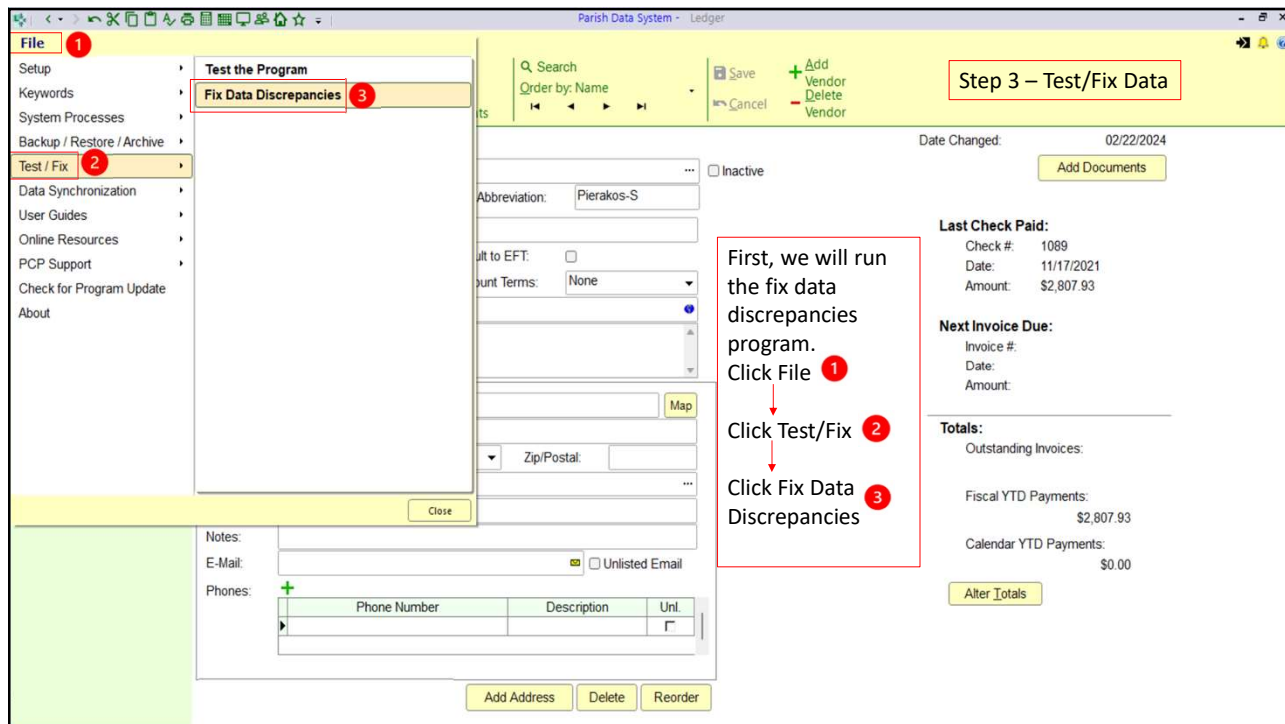 Parish Data System - Ledger
File 1
Setup
Keywords
System Processes
Backup / Restore / Archive
Test / Fix 2
Data Synchronization
User Guides
Online Resources
PCP Support
Check for Program Update
About
Test the Program
Fix Data Discrepancies 3
Close
ts
Search
Order by: Name
Save
Cancel
Add
Vendor
Delete
Vendor
Step 3 – Test/Fix Data
... Inactive
Abbreviation: Pierakos-S
ult to EFT:
ount Terms: None
Map
Zip/Postal:
...
Notes:
E-Mail: Unlisted Email
Phones:
Phone Number Description Unl.
Add Address Delete Reorder
First, we will run
the fix data
discrepancies
program.
Click File 1
Click Test/Fix 2
Click Fix Data
Discrepancies 3
Date Changed: 02/22/2024
Add Documents
Last Check Paid:
Check #: 1089
Date: 11/17/2021
Amount: $2,807.93
Next Invoice Due:
Invoice #:
Date:
Amount:
Totals:
Outstanding Invoices:
Fiscal YTD Payments:
$2,807.93
Calendar YTD Payments:
$0.00
Alter Totals